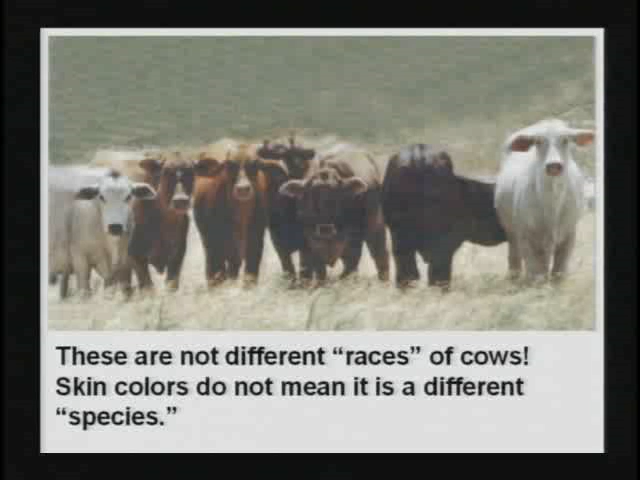 These are not different “races” of cows!
Skin colors do not mean it is a different
“species.”